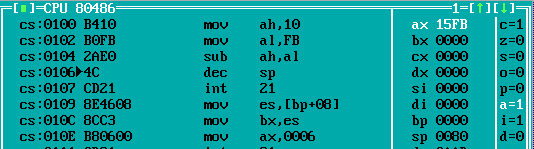 [■]=CPU 80486 1=[↑][↓]
cs:0100 B410 mov ah,10 ax 15FB c=1
cs:0102 B0FB mov al,FB bx 0000 z=0
cs:0104 2AE0 sub ah,al cx 0000 s=0
cs:0106►4C dec sp dx 0000 o=0
cs:0107 CD21 int 21 si 0000 p=0
cs:0109 8E4608 mov es,[bp+08] di 0000 a=1
cs:010C 8CC3 mov bx,es bp 0000 i=1
cs:010E B80600 mov ax,0006 sp 0080 d=0